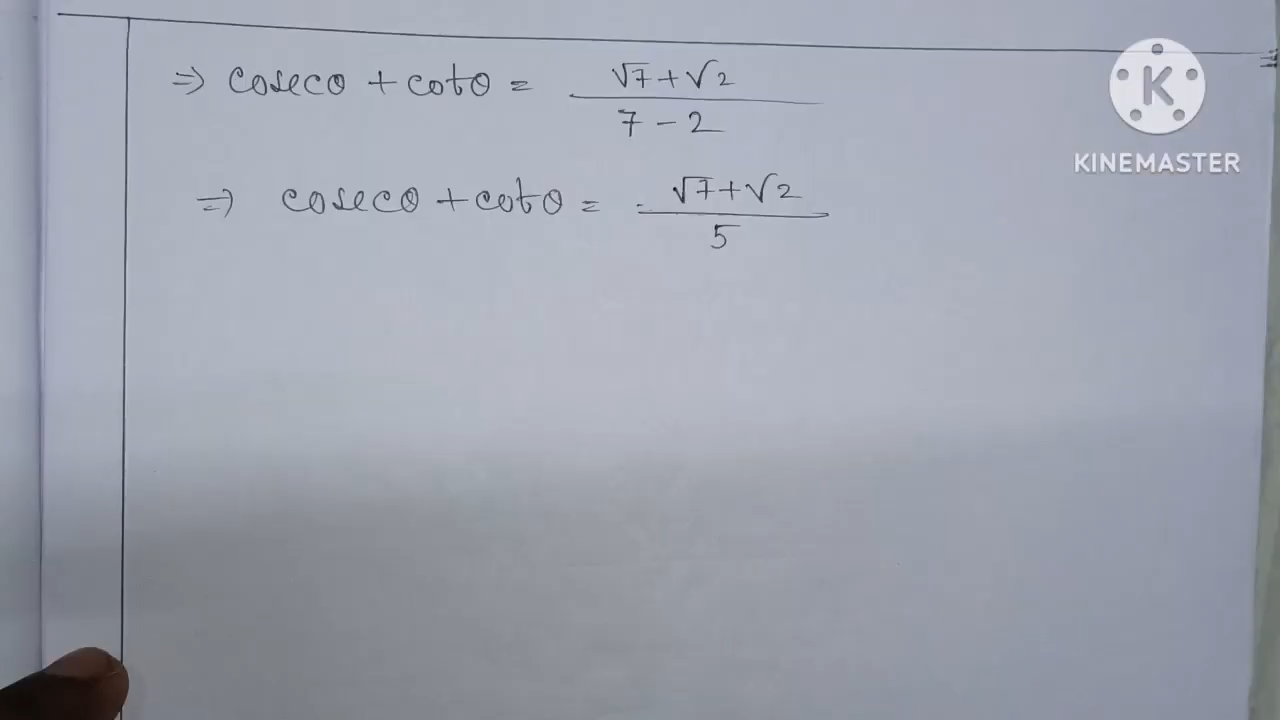 ⇒ cosecθ + cotθ = √7+√2 / 7-2
⇒ cosecθ + cotθ = √7+√2 / 5
K
KINEMASTER